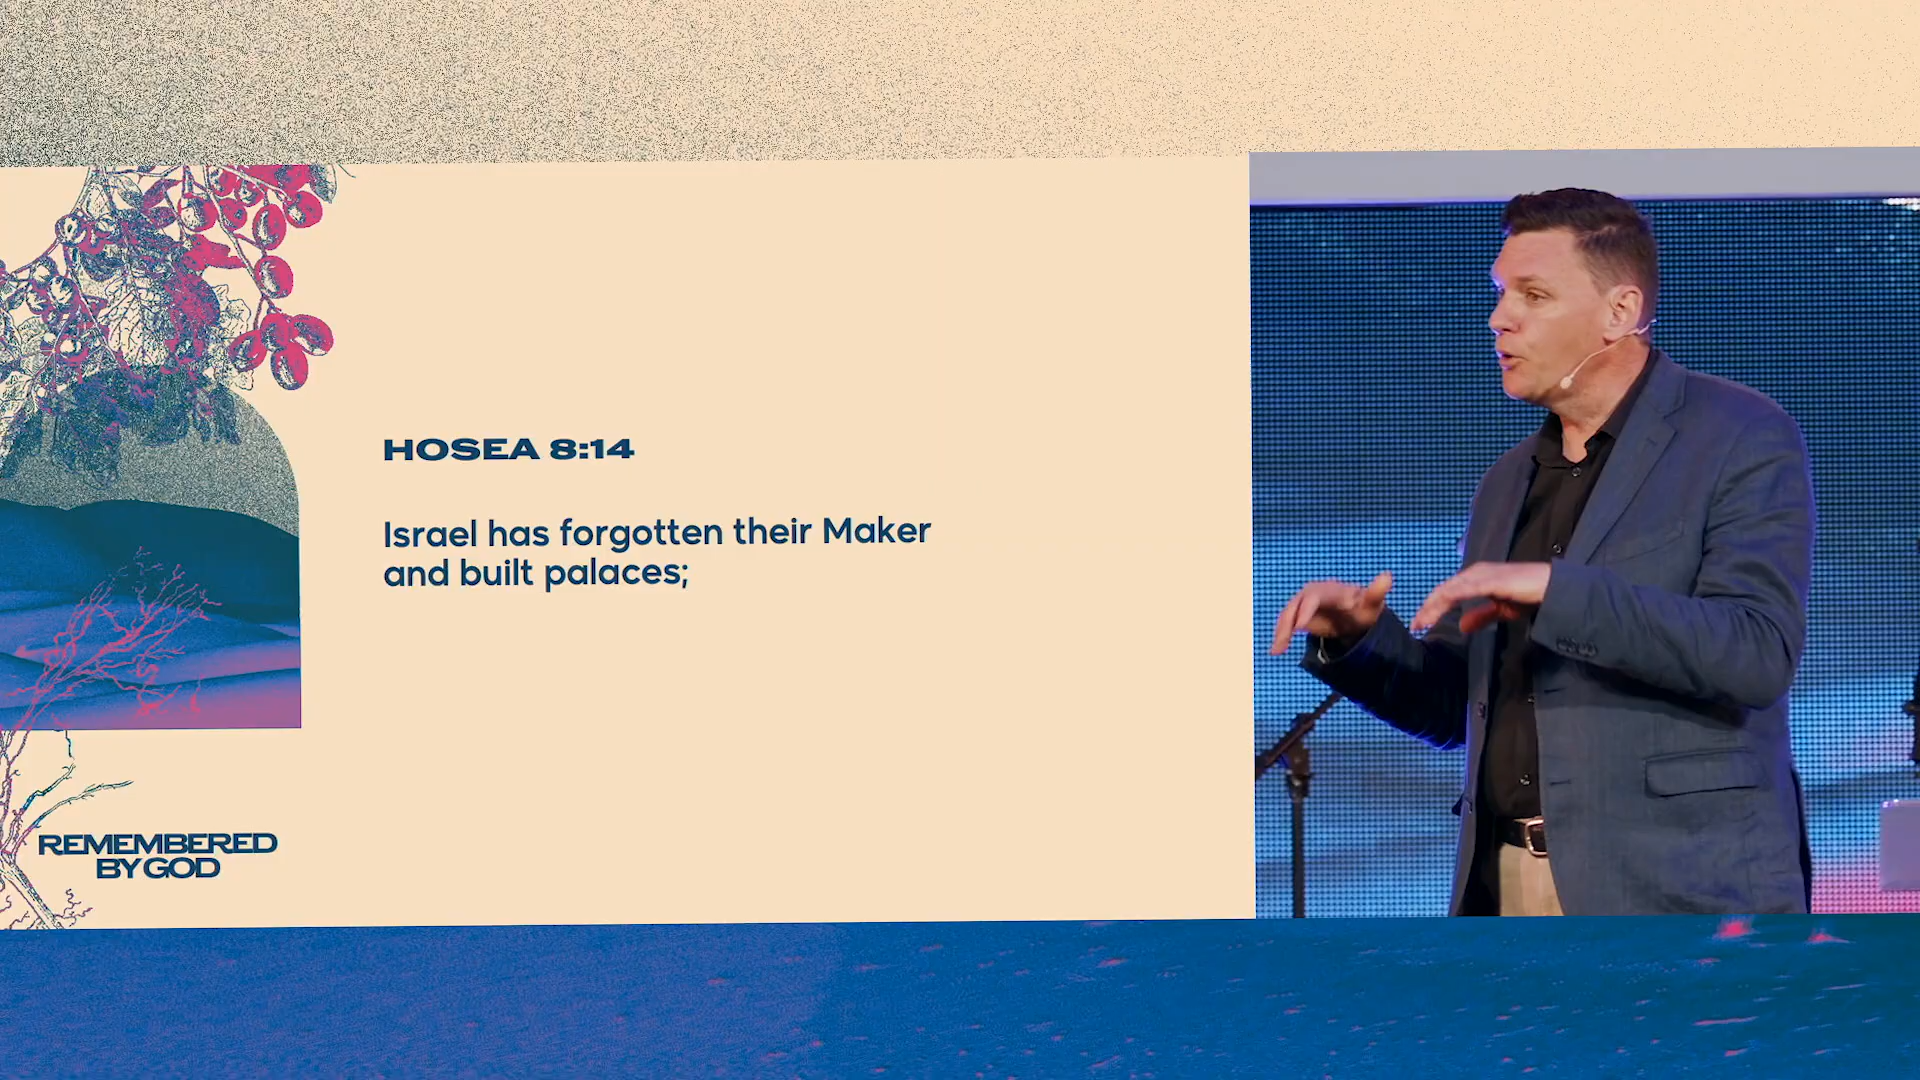 HOSEA 8:14
Israel has forgotten their Maker
and built palaces;
REMEMBERED
BY GOD